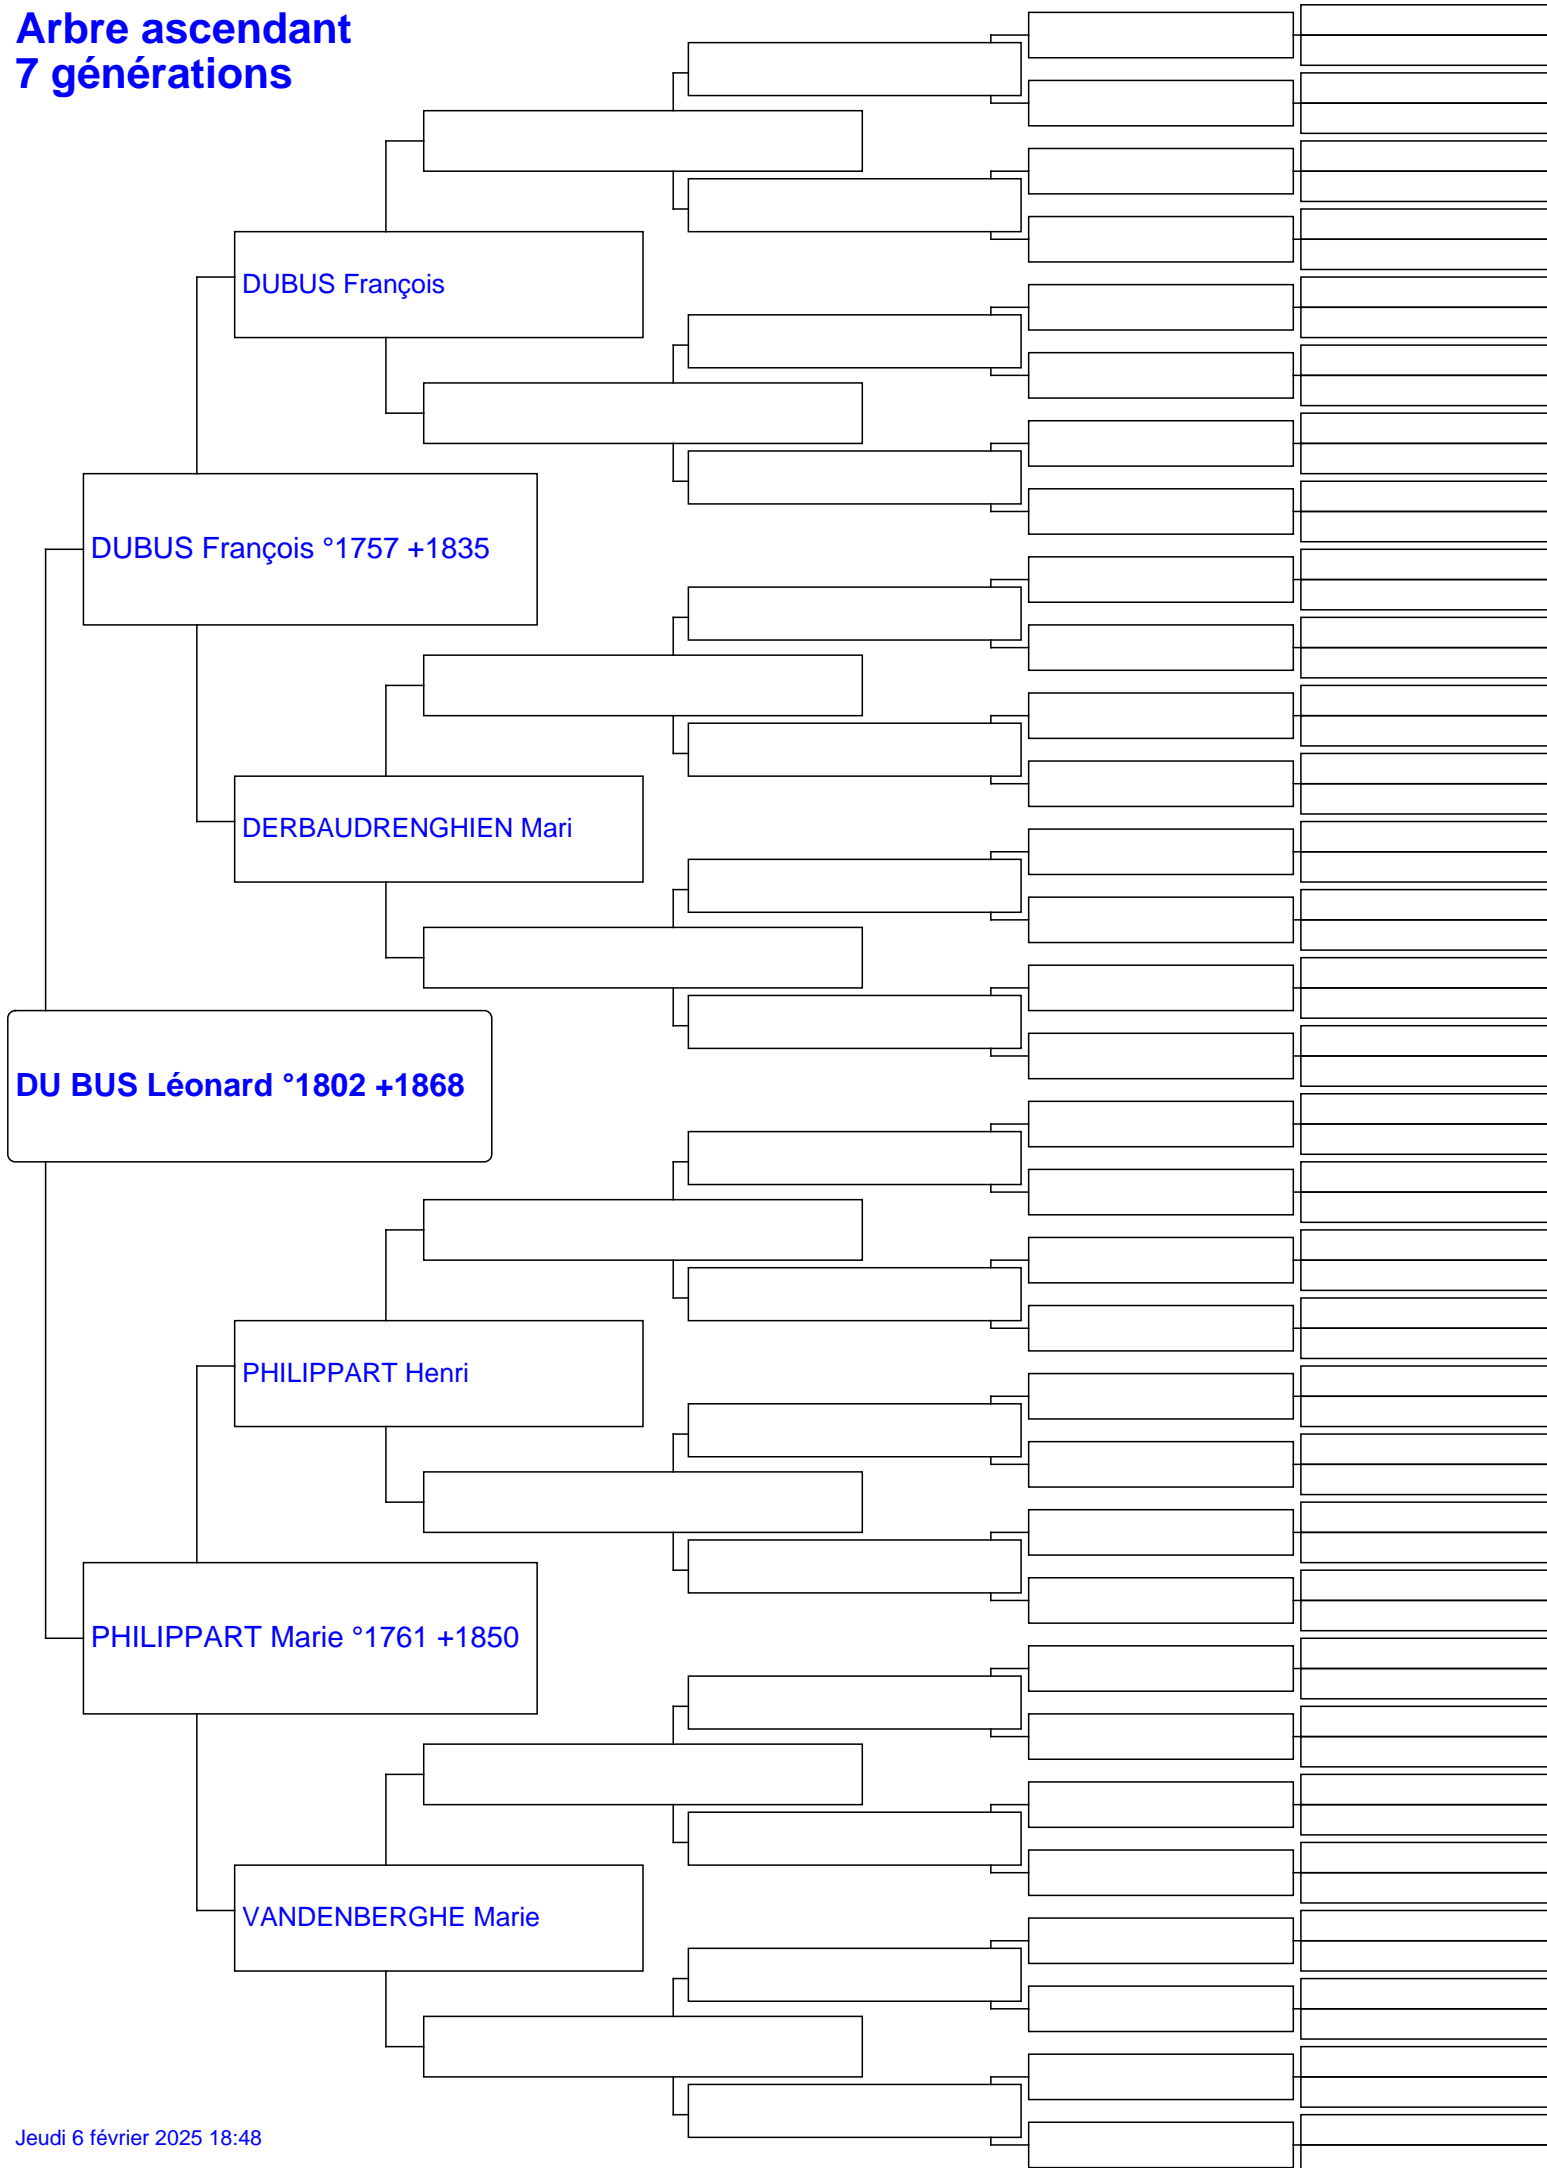 Arbre ascendant
7 générations
DUBUS François
DUBUS François °1757 +1835
DERBAUDRENGHIEN Mari
DU BUS Léonard °1802 +1868
PHILIPPART Henri
PHILIPPART Marie °1761 +1850
VANDENBERGHE Marie
Jeudi 6 février 2025 18:48